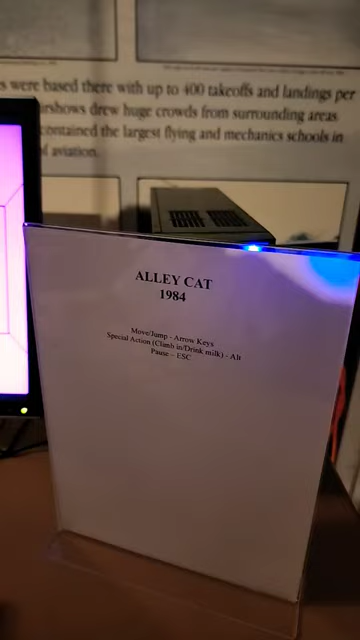 s were based there with up to 400 takeoffs and landings per
irshows drew huge crowds from surrounding areas
contained the largest flying and mechanics schools in
of aviation.
ALLEY CAT
1984
Move/Jump - Arrow Keys
Special Action (Climb in/Drink milk) - Alt
Pause - ESC